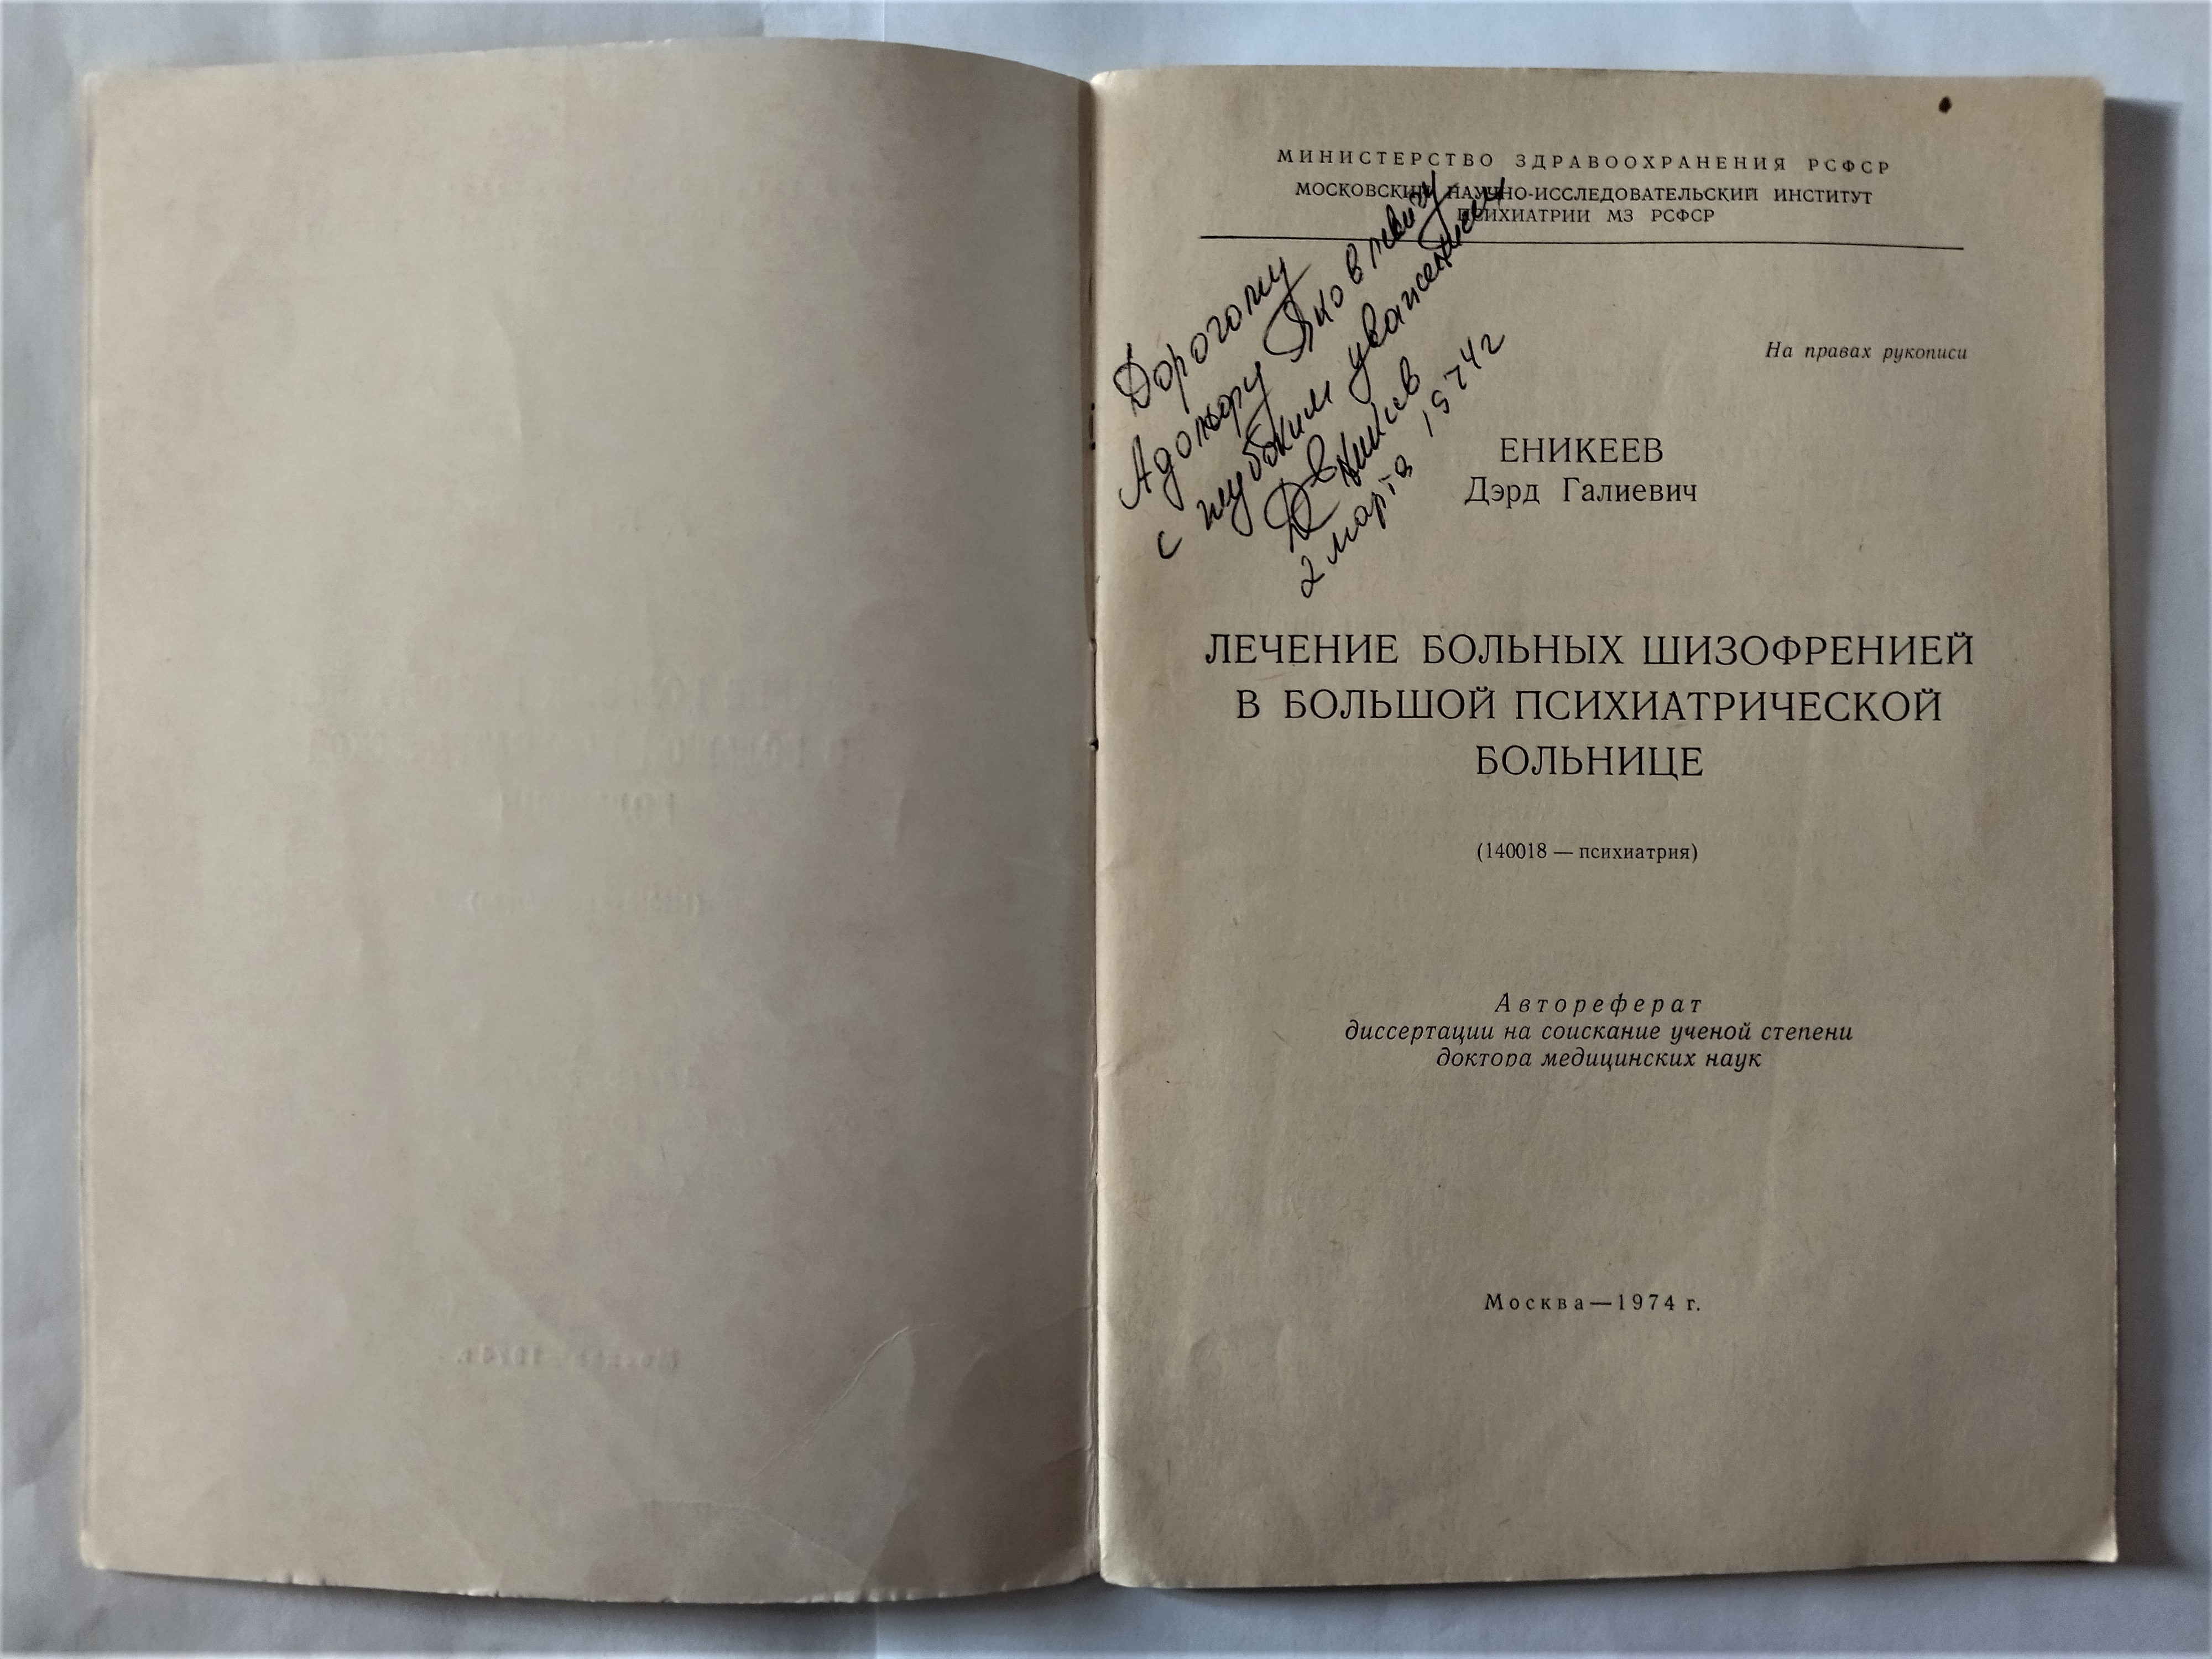 МИНИСТЕРСТВО ЗДРАВООХРАНЕНИЯ РСФСР
МОСКОВСКИЙ НАУЧНО-ИССЛЕДОВАТЕЛЬСКИЙ ИНСТИТУТ
ПСИХИАТРИИ МЗ РСФСР
Дорогому
Адольфу Яковлевичу
с глубоким уважением
ДЕникеев
2 марта 1974г
На правах рукописи
ЕНИКЕЕВ
Дэрд Галиевич
ЛЕЧЕНИЕ БОЛЬНЫХ ШИЗОФРЕНИЕЙ
В БОЛЬШОЙ ПСИХИАТРИЧЕСКОЙ
БОЛЬНИЦЕ
(140018 — психиатрия)
Автореферат
диссертации на соискание ученой степени
доктора медицинских наук
Москва—1974 г.